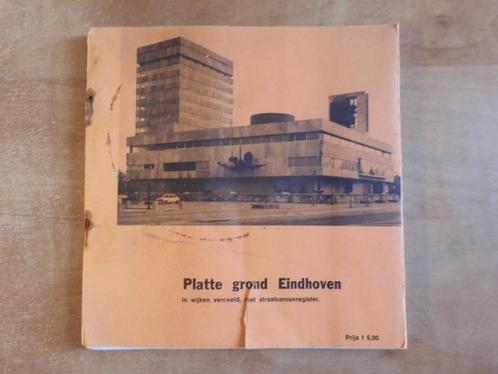 Platte grond Eindhoven
in wijken verdeeld, met straatnamenregister.
Prijs f 5,00